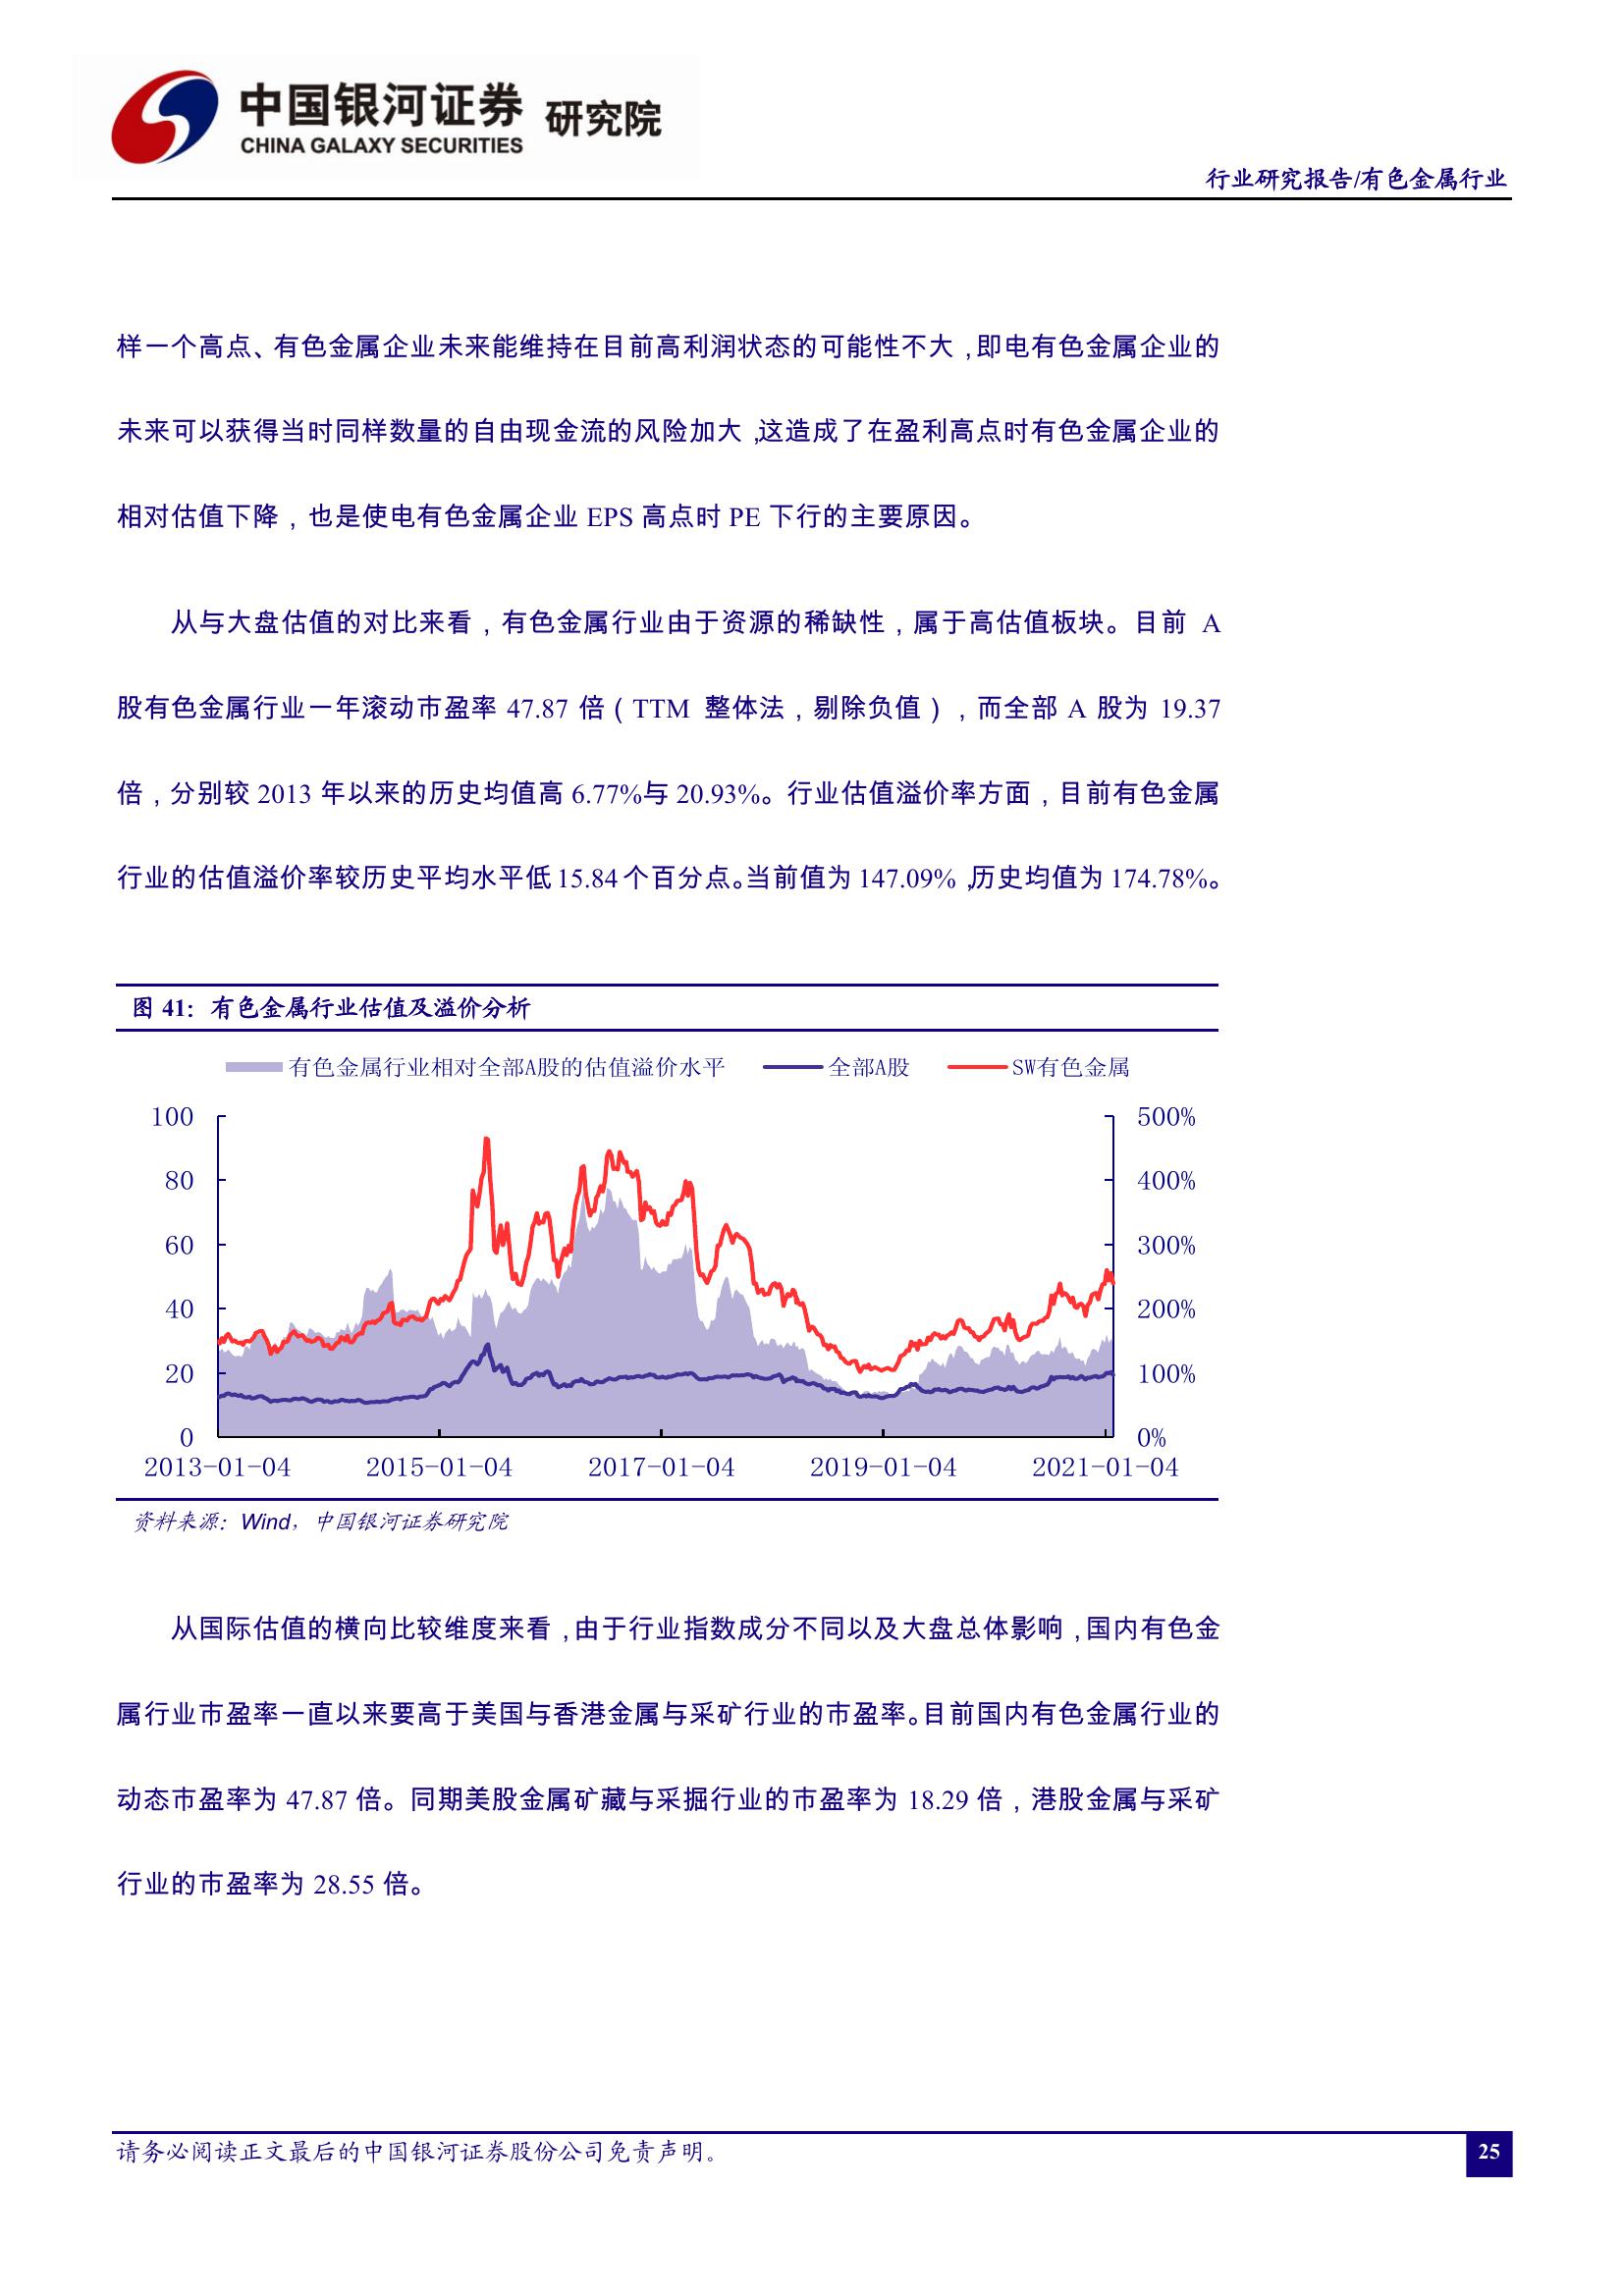 中国银河证券 研究院
CHINA GALAXY SECURITIES
行业研究报告/有色金属行业
样一个高点、有色金属企业未来能维持在目前高利润状态的可能性不大，即电有色金属企业的
未来可以获得当时同样数量的自由现金流的风险加大，这造成了在盈利高点时有色金属企业的
相对估值下降，也是使电有色金属企业 EPS 高点时 PE 下行的主要原因。
从与大盘估值的对比来看，有色金属行业由于资源的稀缺性，属于高估值板块。目前 A
股有色金属行业一年滚动市盈率 47.87 倍（TTM 整体法，剔除负值），而全部 A 股为 19.37
倍，分别较 2013 年以来的历史均值高 6.77%与 20.93%。行业估值溢价率方面，目前有色金属
行业的估值溢价率较历史平均水平低 15.84 个百分点。当前值为 147.09%，历史均值为 174.78%。
图 41：有色金属行业估值及溢价分析
有色金属行业相对全部A股的估值溢价水平 全部A股 SW有色金属
100 500%
80 400%
60 300%
40 200%
20 100%
0 0%
2013-01-04 2015-01-04 2017-01-04 2019-01-04 2021-01-04
资料来源：Wind，中国银河证券研究院
从国际估值的横向比较维度来看，由于行业指数成分不同以及大盘总体影响，国内有色金
属行业市盈率一直以来要高于美国与香港金属与采矿行业的市盈率。目前国内有色金属行业的
动态市盈率为 47.87 倍。同期美股金属矿藏与采掘行业的市盈率为 18.29 倍，港股金属与采矿
行业的市盈率为 28.55 倍。
请务必阅读正文最后的中国银河证券股份公司免责声明。
25